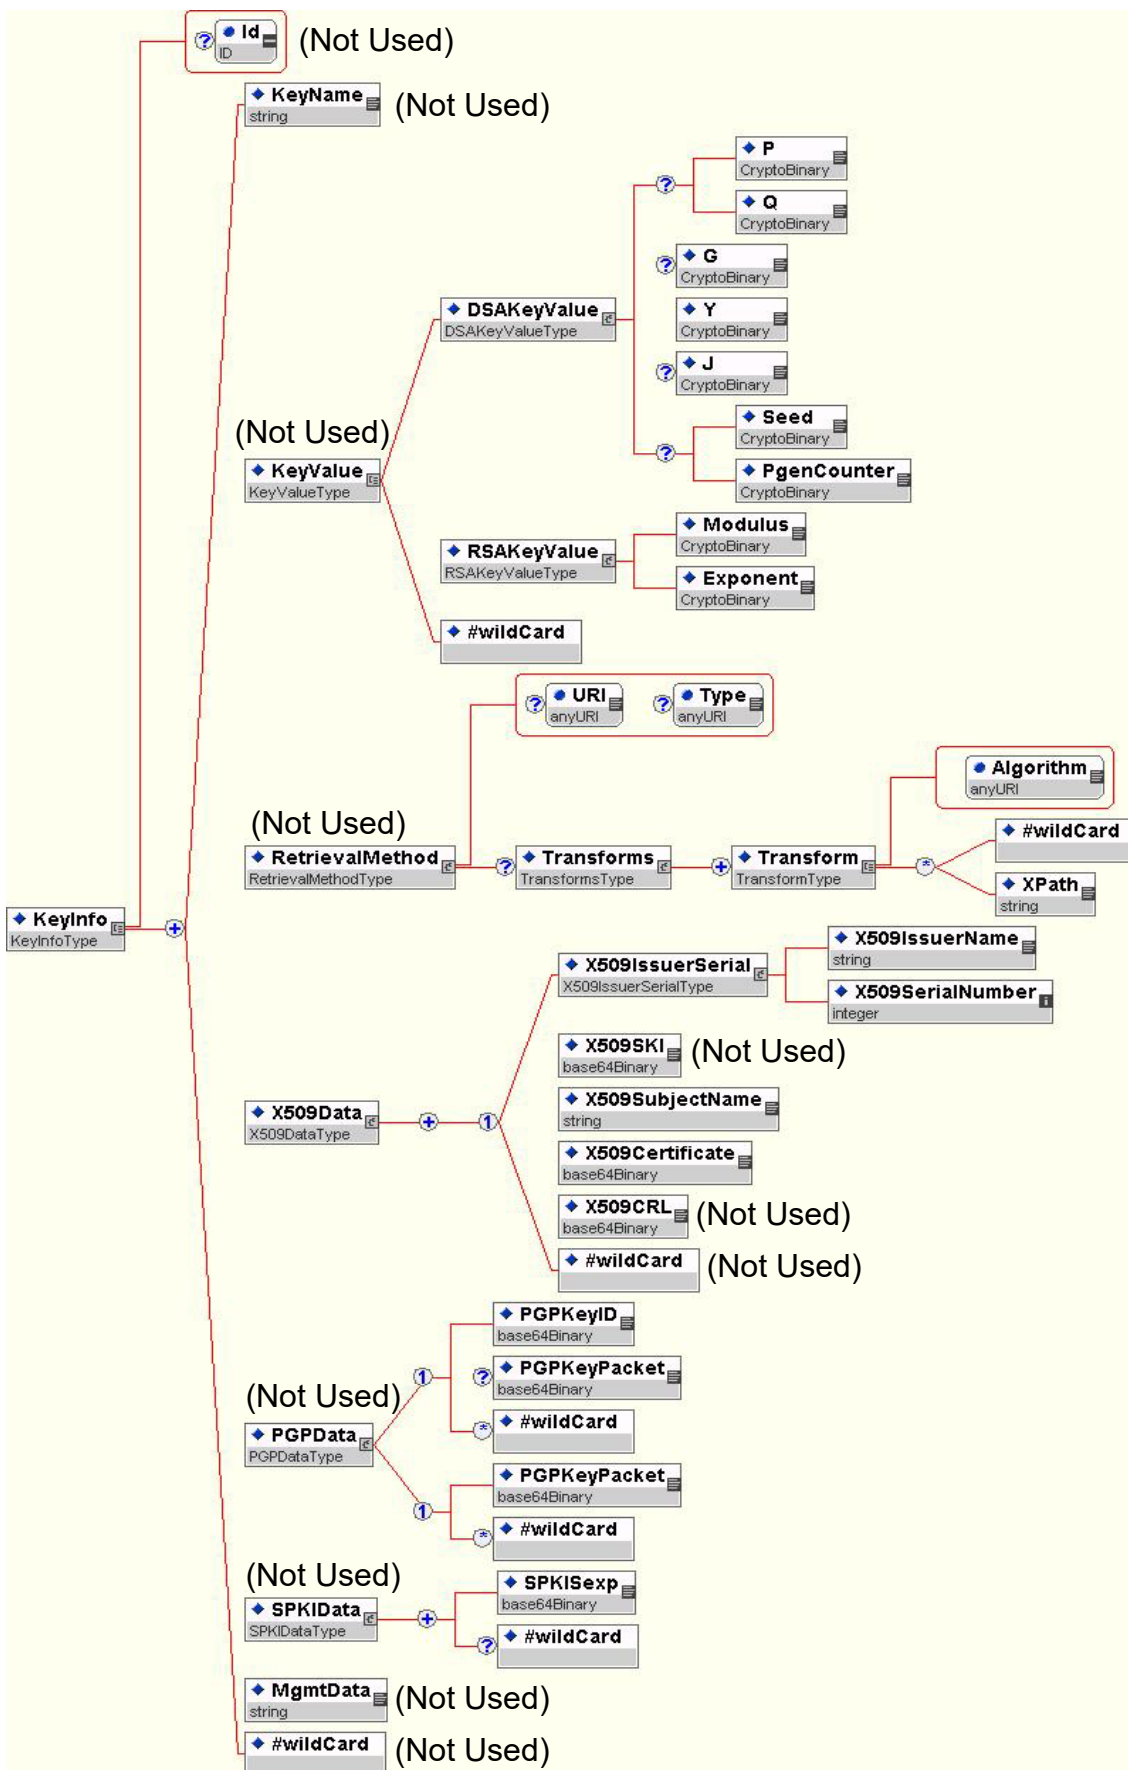 ? Id
ID
(Not Used)
KeyName
string
(Not Used)
P
CryptoBinary
?
Q
CryptoBinary
? G
CryptoBinary
DSAKeyValue
DSAKeyValueType
Y
CryptoBinary
? J
CryptoBinary
Seed
CryptoBinary
?
PgenCounter
CryptoBinary
(Not Used)
KeyValue
KeyValueType
Modulus
CryptoBinary
RSAKeyValue
RSAKeyValueType
Exponent
CryptoBinary
#wildCard
? URI
anyURI
? Type
anyURI
Algorithm
anyURI
(Not Used)
RetrievalMethod
RetrievalMethodType
? Transforms
TransformsType
+ Transform
TransformType
*
#wildCard
XPath
string
KeyInfo
KeyInfoType
+
X509IssuerSerial
X509IssuerSerialType
X509IssuerName
string
X509SerialNumber
integer
X509SKI
base64Binary
(Not Used)
X509Data
X509DataType
+ 1
X509SubjectName
string
X509Certificate
base64Binary
X509CRL
base64Binary
(Not Used)
#wildCard
(Not Used)
PGPKeyID
base64Binary
1
? PGPKeyPacket
base64Binary
(Not Used)
* #wildCard
PGPData
PGPDataType
PGPKeyPacket
base64Binary
1
* #wildCard
(Not Used)
SPKIData
SPKIDataType
+
SPKISexp
base64Binary
? #wildCard
MgmtData
string
(Not Used)
#wildCard
(Not Used)